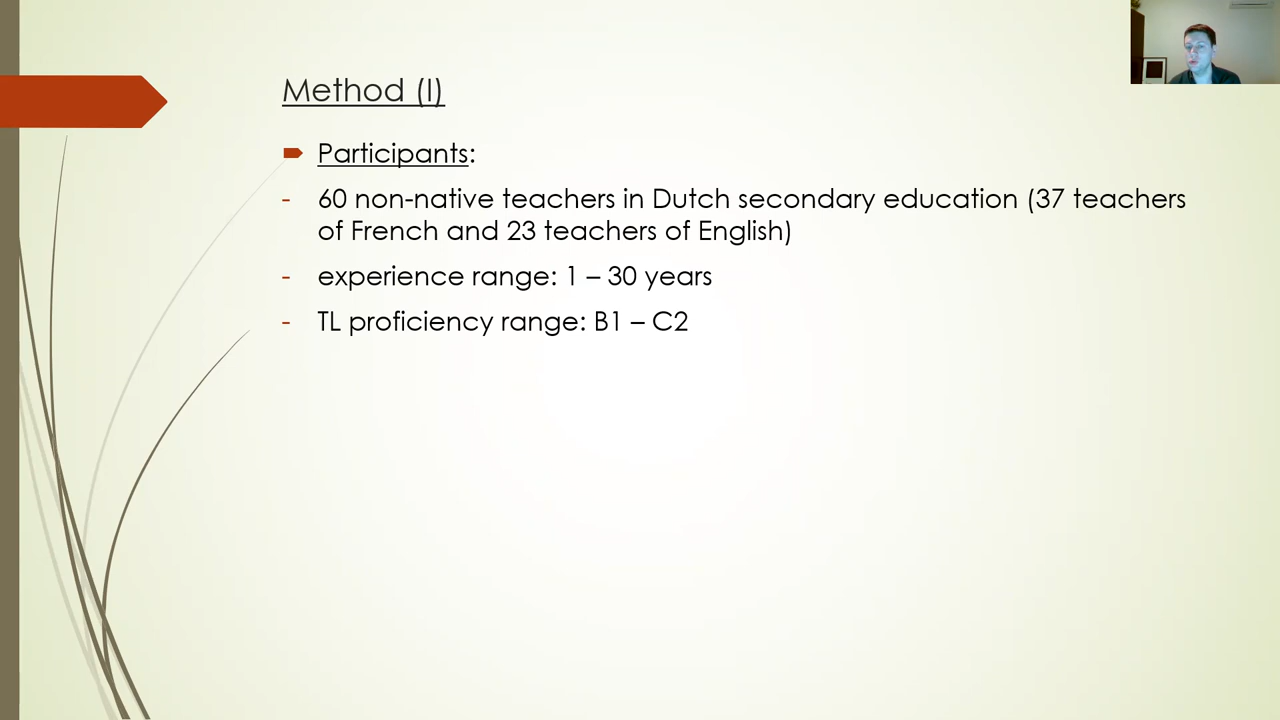 Method (I)
Participants:
- 60 non-native teachers in Dutch secondary education (37 teachers
of French and 23 teachers of English)
- experience range: 1 – 30 years
- TL proficiency range: B1 – C2